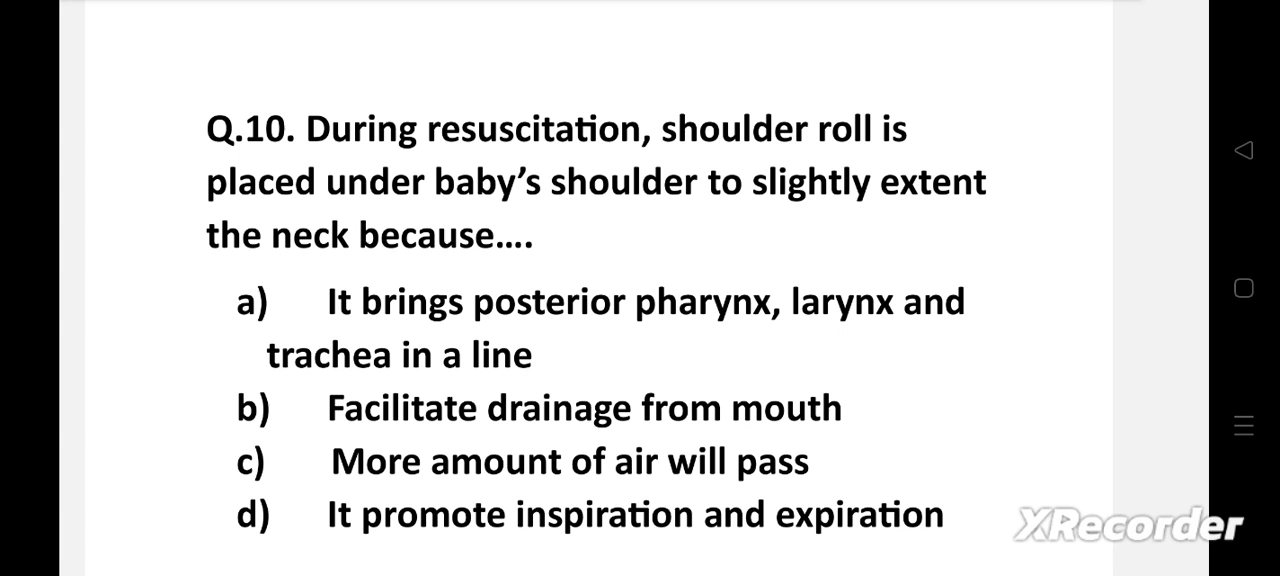 Q.10. During resuscitation, shoulder roll is
placed under baby’s shoulder to slightly extent
the neck because....
a) It brings posterior pharynx, larynx and
trachea in a line
b) Facilitate drainage from mouth
c) More amount of air will pass
d) It promote inspiration and expiration
XRecorder